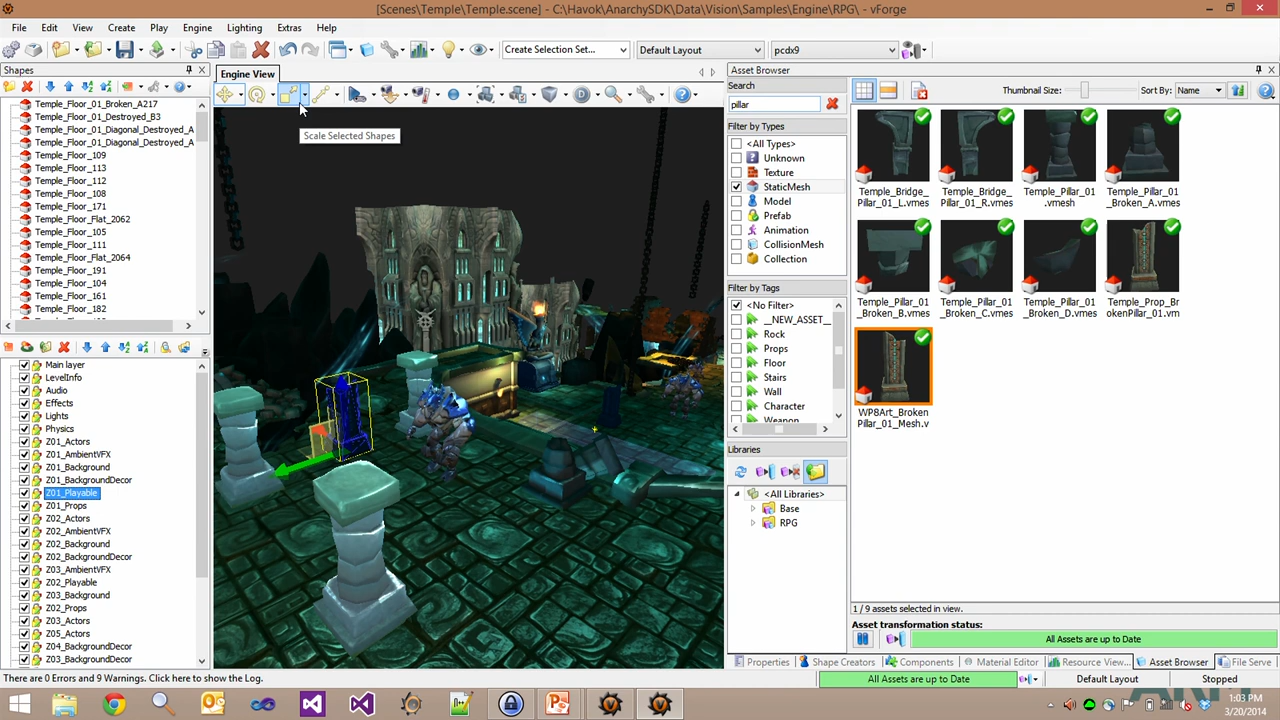 [Scenes\Temple\Temple.scene] - C:\Havok\AnarchySDK\Data\Vision\Samples\Engine\RPG\ - vForge
File Edit View Create Play Engine Lighting Extras Help
Create Selection Set... Default Layout pcdx9
Shapes
Engine View
Asset Browser
Search
Thumbnail Size: Sort By: Name
pillar
Scale Selected Shapes
Temple_Floor_01_Broken_A217
Temple_Floor_01_Destroyed_B3
Temple_Floor_01_Diagonal_Destroyed_A
Temple_Floor_01_Diagonal_Destroyed_A
Temple_Floor_109
Temple_Floor_113
Temple_Floor_112
Temple_Floor_108
Temple_Floor_171
Temple_Floor_Flat_2062
Temple_Floor_105
Temple_Floor_111
Temple_Floor_Flat_2064
Temple_Floor_191
Temple_Floor_104
Temple_Floor_161
Temple_Floor_182
Main layer
LevelInfo
Audio
Effects
Lights
Physics
Z01_Actors
Z01_AmbientVFX
Z01_Background
Z01_BackgroundDecor
Z01_Playable
Z01_Props
Z02_Actors
Z02_AmbientVFX
Z02_Background
Z02_BackgroundDecor
Z03_AmbientVFX
Z02_Playable
Z03_Background
Z02_Props
Z03_Actors
Z05_Actors
Z04_BackgroundDecor
Z03_BackgroundDecor
Filter by Types
<All Types>
Unknown
Texture
StaticMesh
Model
Prefab
Animation
CollisionMesh
Collection
Filter by Tags
<No Filter>
__NEW_ASSET__
Rock
Props
Floor
Stairs
Wall
Character
Weapon
Libraries
<All Libraries>
Base
RPG
Temple_Bridge_
Pillar_01_L.vmes
Temple_Bridge_
Pillar_01_R.vmes
Temple_Pillar_01
.vmesh
Temple_Pillar_01
_Broken_A.vmes
Temple_Pillar_01
_Broken_B.vmes
Temple_Pillar_01
_Broken_C.vmes
Temple_Pillar_01
_Broken_D.vmes
Temple_Prop_Br
okenPillar_01.vm
WP8Art_Broken
Pillar_01_Mesh.v
1 / 9 assets selected in view.
Asset transformation status:
All Assets are up to Date
Properties Shape Creators Components Material Editor Resource View... Asset Browser File Serve
There are 0 Errors and 9 Warnings. Click here to show the Log.
All Assets are up to Date Default Layout Stopped
1:03 PM
3/20/2014